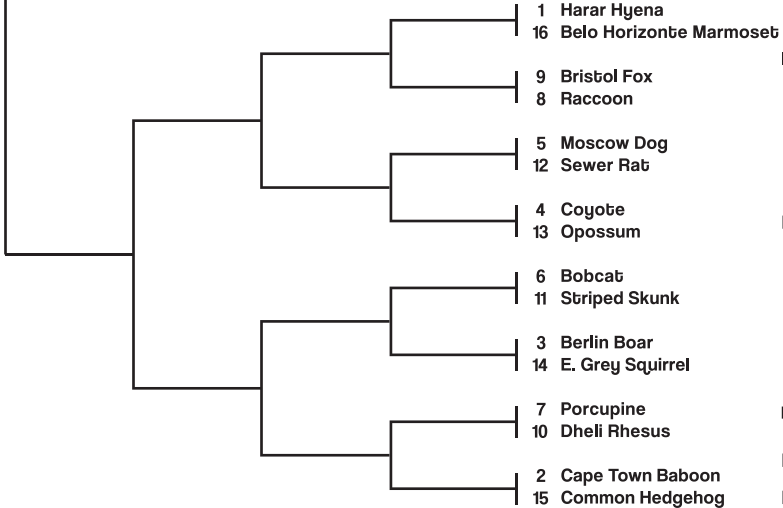 1 Harar Hyena
16 Belo Horizonte Marmoset
9 Bristol Fox
8 Raccoon
5 Moscow Dog
12 Sewer Rat
4 Coyote
13 Opossum
6 Bobcat
11 Striped Skunk
3 Berlin Boar
14 E. Grey Squirrel
7 Porcupine
10 Dheli Rhesus
2 Cape Town Baboon
15 Common Hedgehog